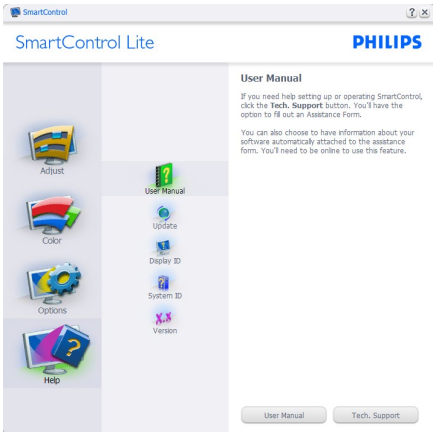 SmartControl
SmartControl Lite
PHILIPS
Adjust
Color
Options
Help
User Manual
Update
Display ID
System ID
Version
User Manual
If you need help setting up or operating SmartControl,
click the Tech. Support button. You'll have the
option to fill out an Assistance Form.
You can also choose to have information about your
software automatically attached to the assistance
form. You'll need to be online to use this feature.
User Manual
Tech. Support